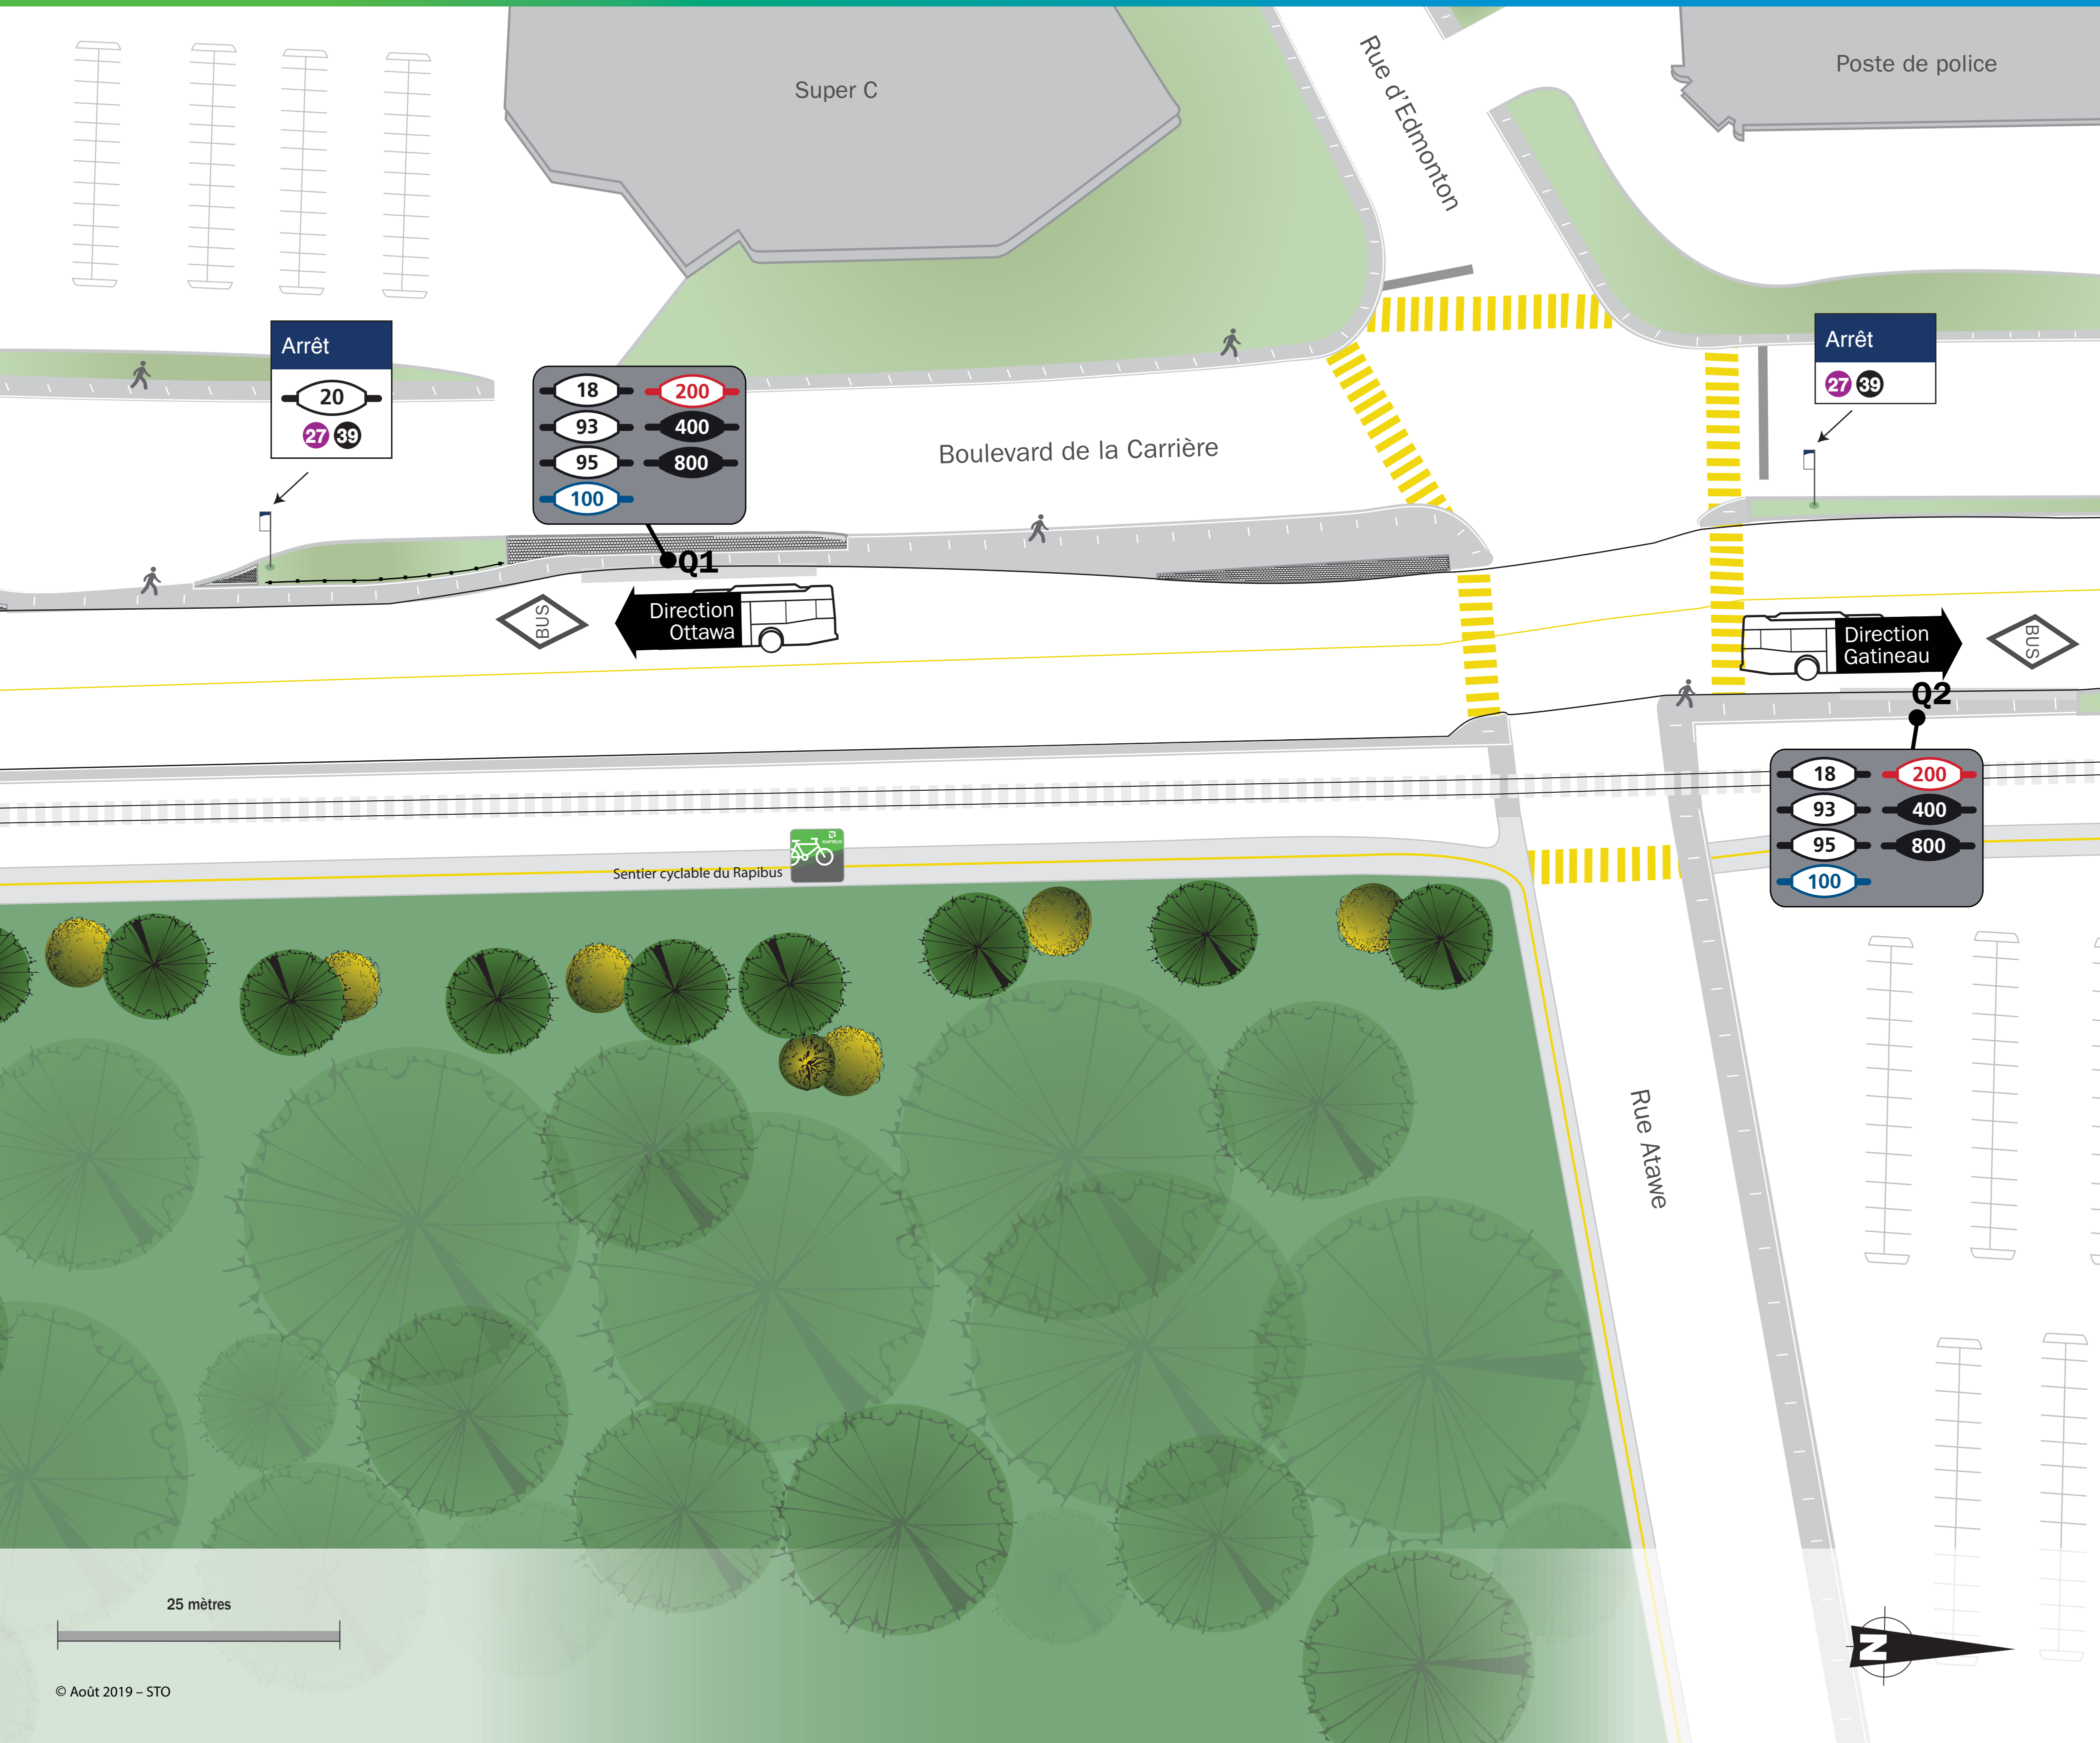 Super C
Rue d'Edmonton
Poste de police
Arrêt
20
27 39
18 200
93 400
95 800
100
Boulevard de la Carrière
Arrêt
27 39
Q1
BUS
Direction
Ottawa
Direction
Gatineau
BUS
Q2
18 200
93 400
95 800
100
RAPIBUS
Sentier cyclable du Rapibus
Rue Atawe
25 mètres
N
© Août 2019 – STO